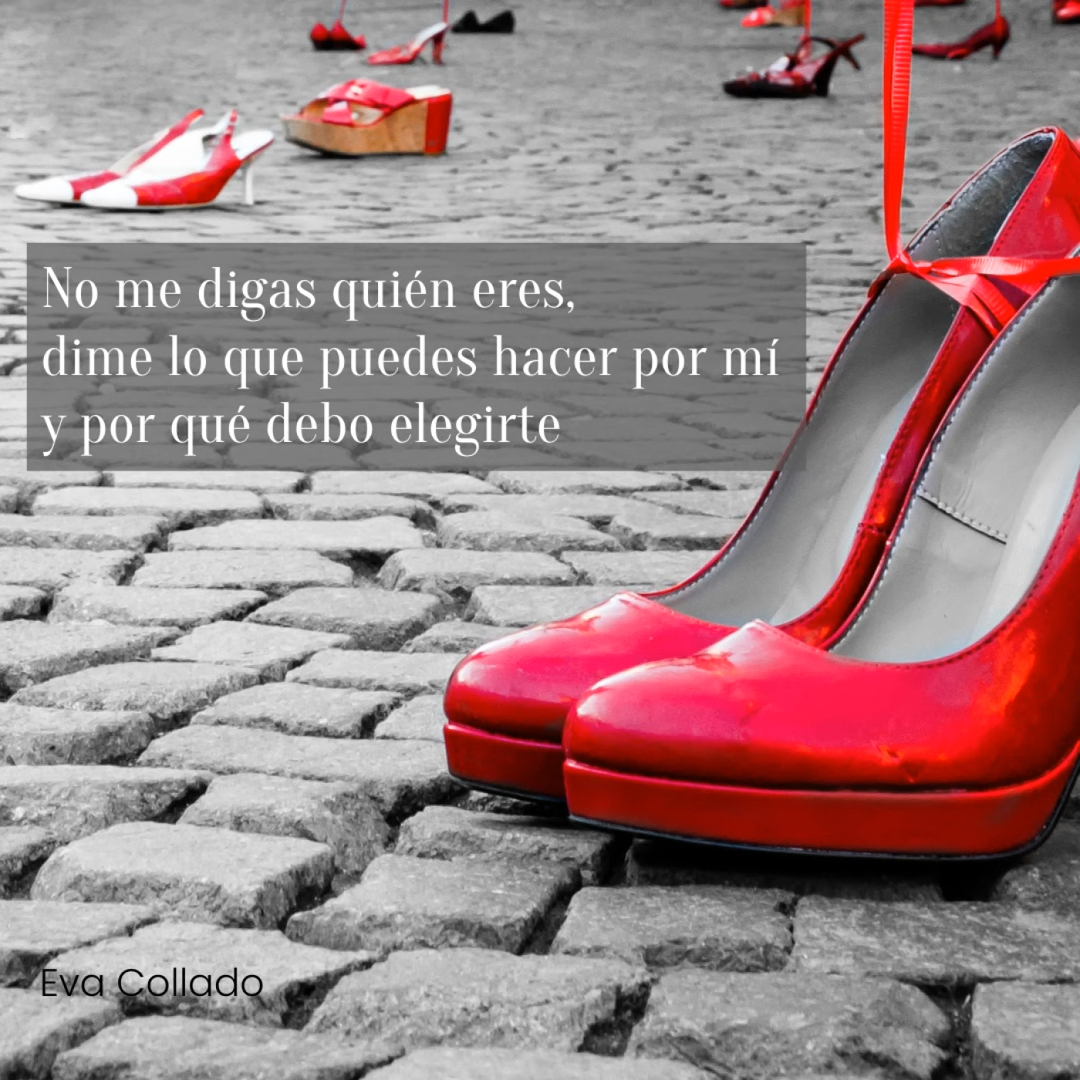 No me digas quién eres,
dime lo que puedes hacer por mí
y por qué debo elegirte
Eva Collado